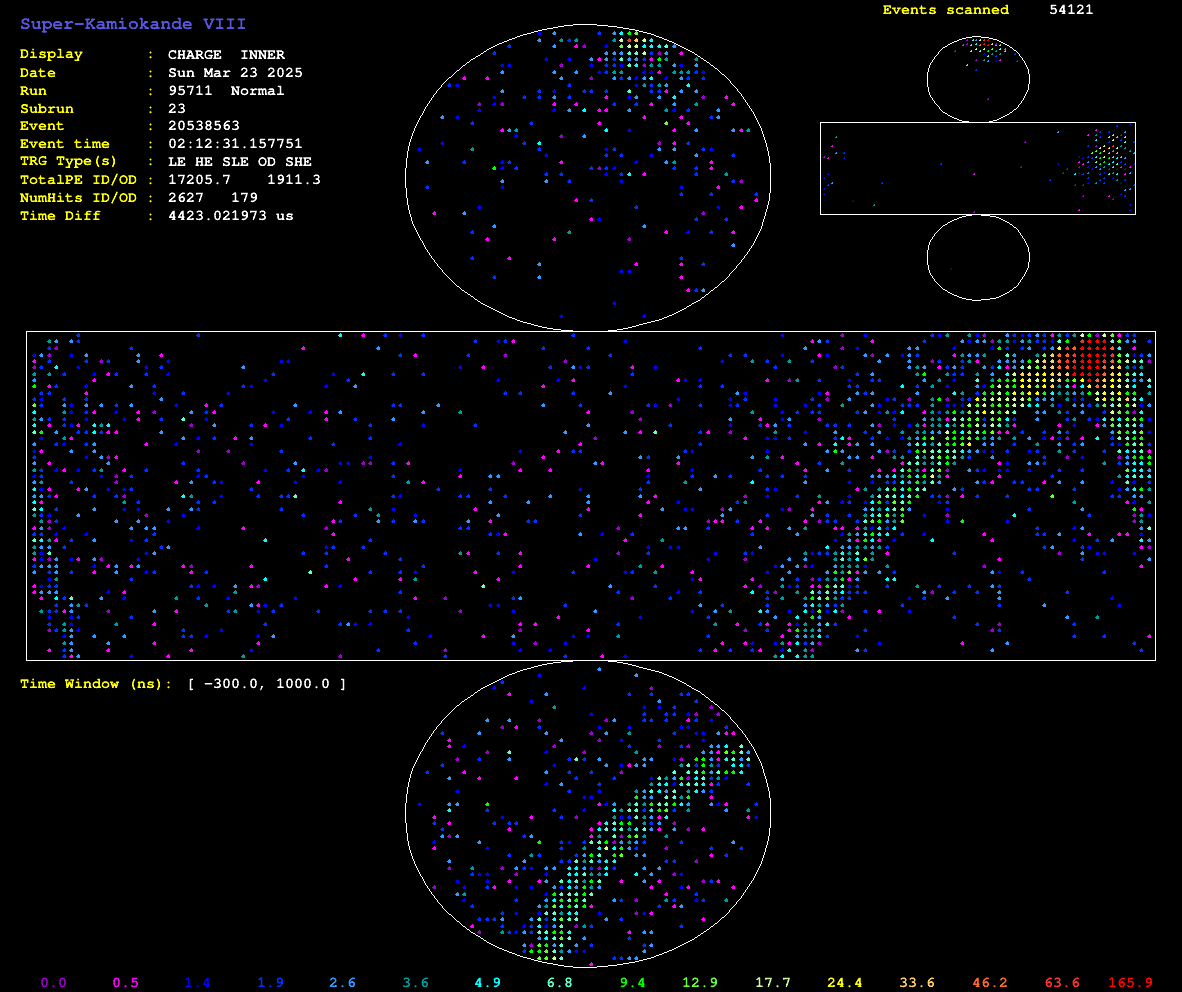 Super-Kamiokande VIII
Events scanned 54121
Display : CHARGE INNER
Date : Sun Mar 23 2025
Run : 95711 Normal
Subrun : 23
Event : 20538563
Event time : 02:12:31.157751
TRG Type(s) : LE HE SLE OD SHE
TotalPE ID/OD : 17205.7 1911.3
NumHits ID/OD : 2627 179
Time Diff : 4423.021973 us
Time Window (ns): [ −300.0, 1000.0 ]
0.0 0.5 1.4 1.9 2.6 3.6 4.9 6.8 9.4 12.9 17.7 24.4 33.6 46.2 63.6 165.9